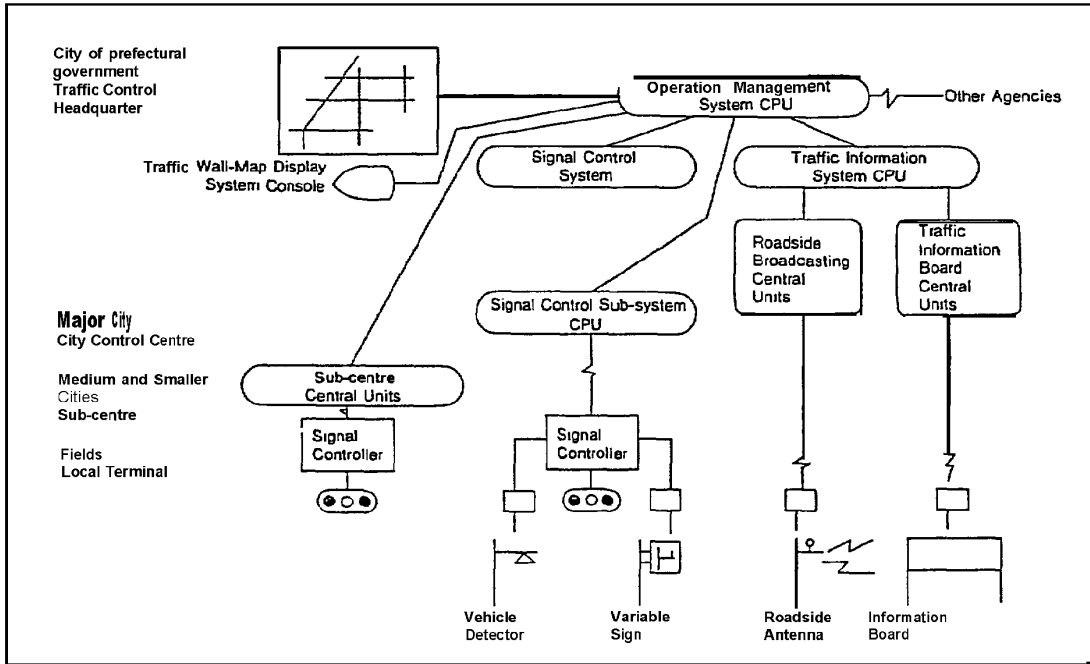 City of prefectural
government
Traffic Control
Headquarter
Operation Management
System CPU
Other Agencies
Traffic Wall-Map Display
System Console
Signal Control
System
Traffic Information
System CPU
Roadside
Broadcasting
Central
Units
Traffic
Information
Board
Central
Units
Signal Control Sub-system
CPU
Major City
City Control Centre
Medium and Smaller
Cities
Sub-centre
Sub-centre
Central Units
Signal
Controller
Signal
Controller
Fields
Local Terminal
Vehicle
Detector
Variable
Sign
Roadside
Antenna
Information
Board